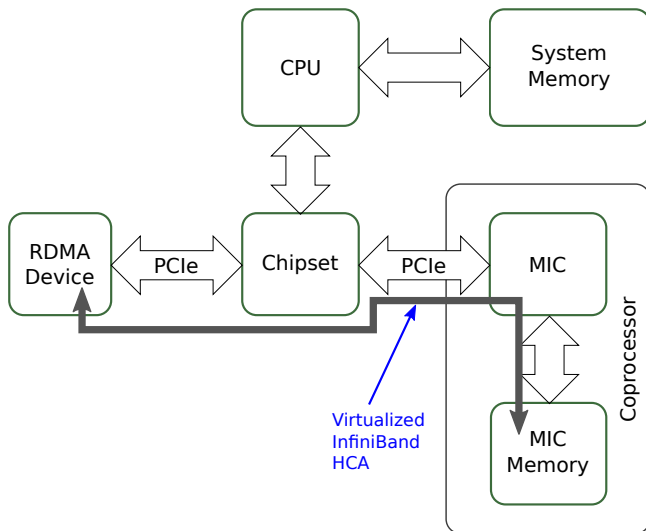 CPU
System
Memory
RDMA
Device
PCIe
Chipset
PCIe
MIC
Coprocessor
Virtualized
InfiniBand
HCA
MIC
Memory